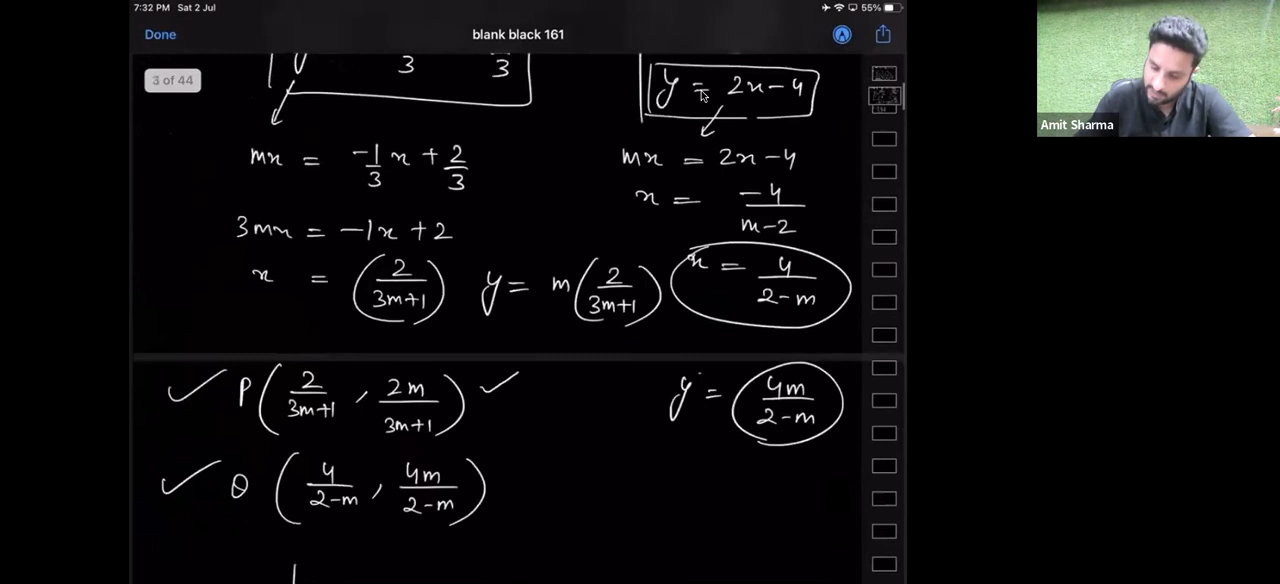 7:32 PM Sat 2 Jul
55%
Done
blank black 161
3 of 44
3
3
y = 2x - 4
mx = -1/3 x + 2/3
mx = 2x - 4
x = -4/(m-2)
3mx = -1x + 2
x = (2/(3m+1))
y = m(2/(3m+1))
x = 4/(2-m)
P(2/(3m+1), 2m/(3m+1))
y = 4m/(2-m)
Q (4/(2-m), 4m/(2-m))
Amit Sharma